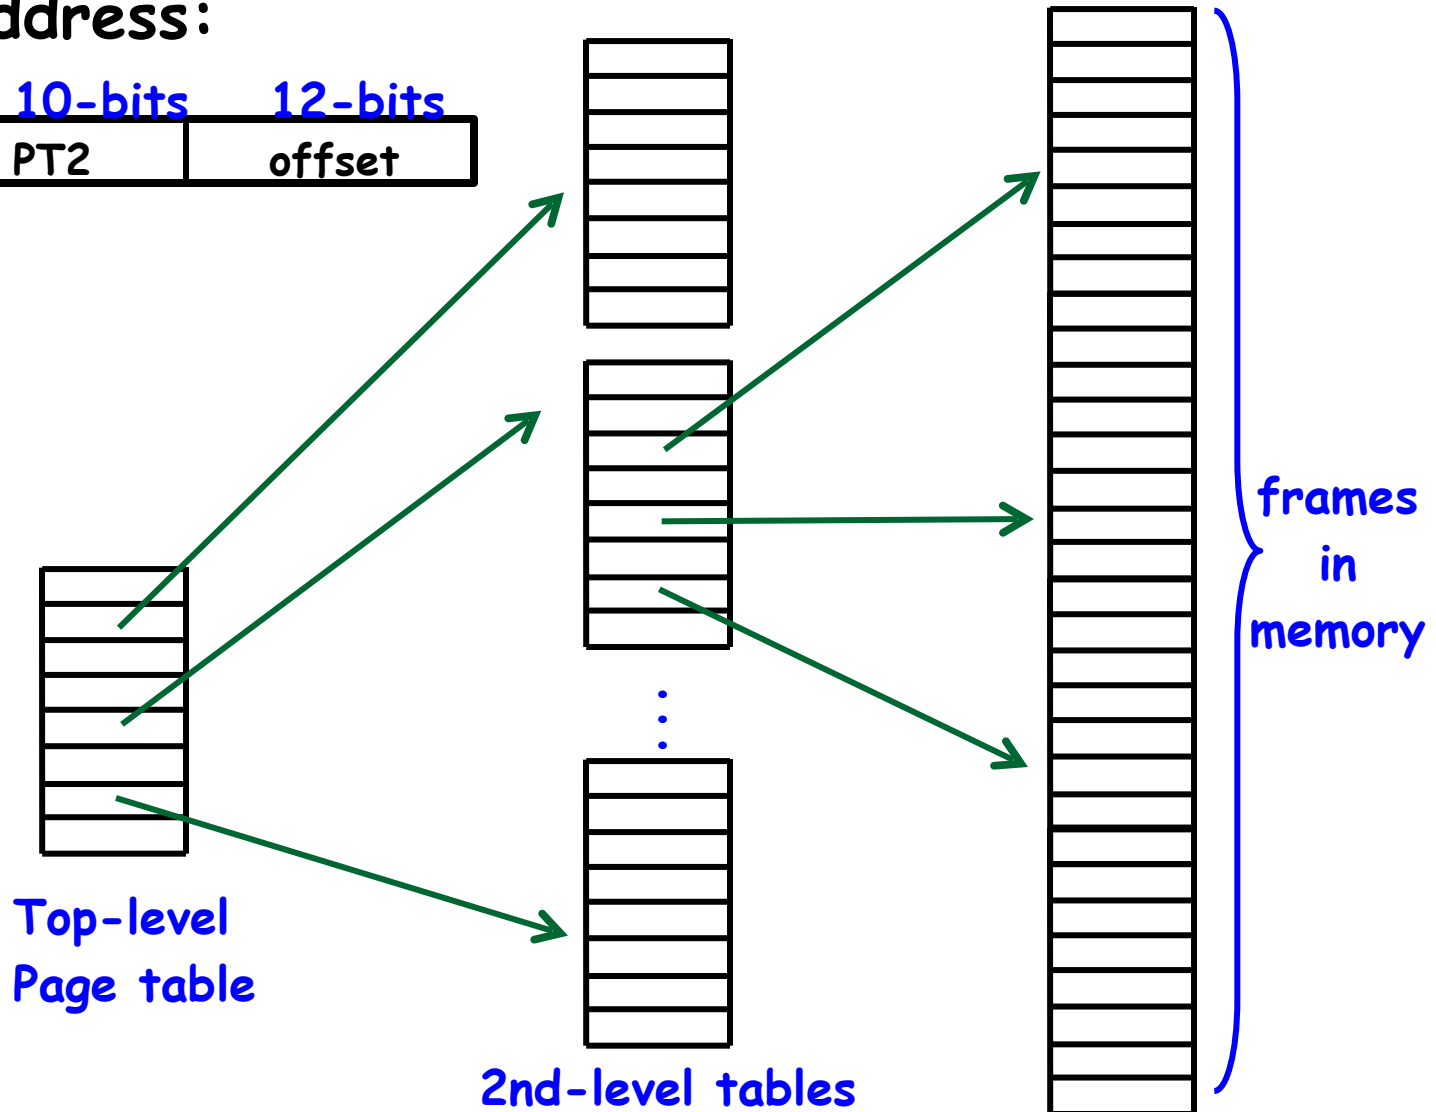 ddress:
10-bits 12-bits
PT2 offset
frames
in
memory
Top-level
Page table
2nd-level tables